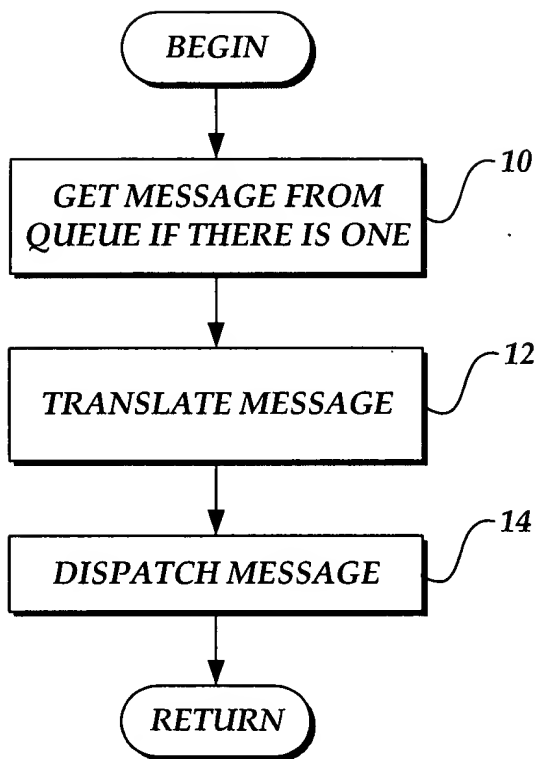 BEGIN
GET MESSAGE FROM
QUEUE IF THERE IS ONE
10
TRANSLATE MESSAGE
12
DISPATCH MESSAGE
14
RETURN